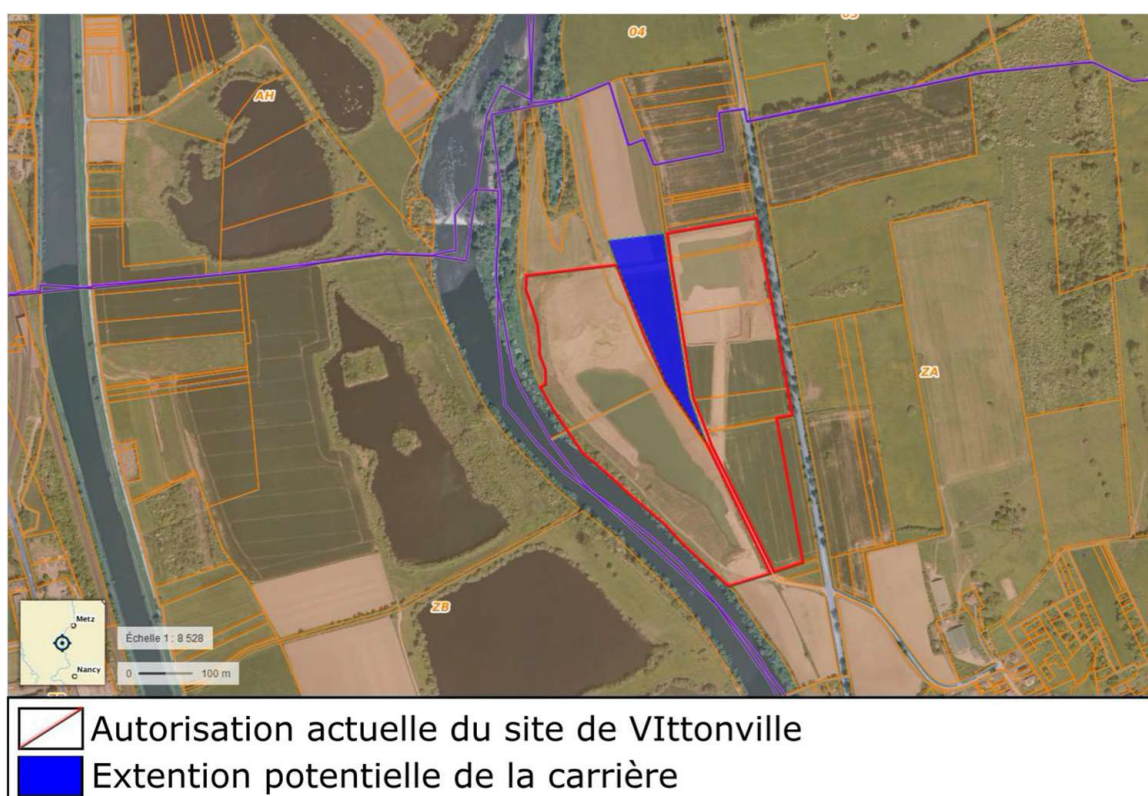 04
03
AH
ZA
ZB
Metz
Nancy
Échelle 1 : 8 528
0 100 m
Autorisation actuelle du site de VIttonville
Extention potentielle de la carrière